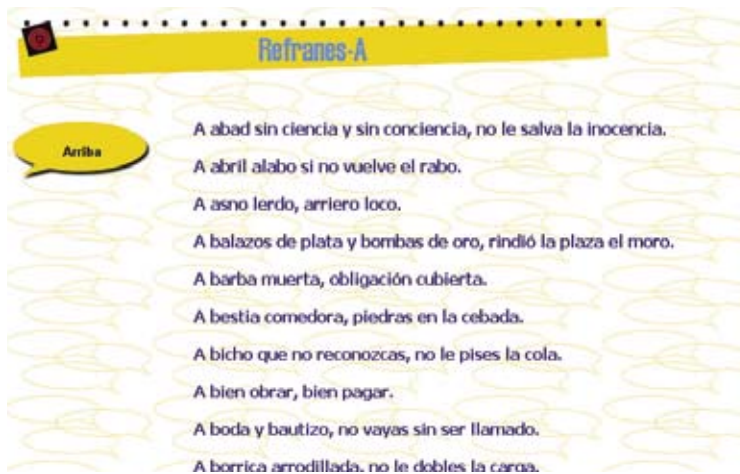 Refranes-A
Arriba
A abad sin ciencia y sin conciencia, no le salva la inocencia.
A abril alabo si no vuelve el rabo.
A asno lerdo, arriero loco.
A balazos de plata y bombas de oro, rindió la plaza el moro.
A barba muerta, obligación cubierta.
A bestia comedora, piedras en la cebada.
A bicho que no reconozcas, no le pises la cola.
A bien obrar, bien pagar.
A boda y bautizo, no vayas sin ser llamado.
A borrica arrodillada, no le dobles la carga.